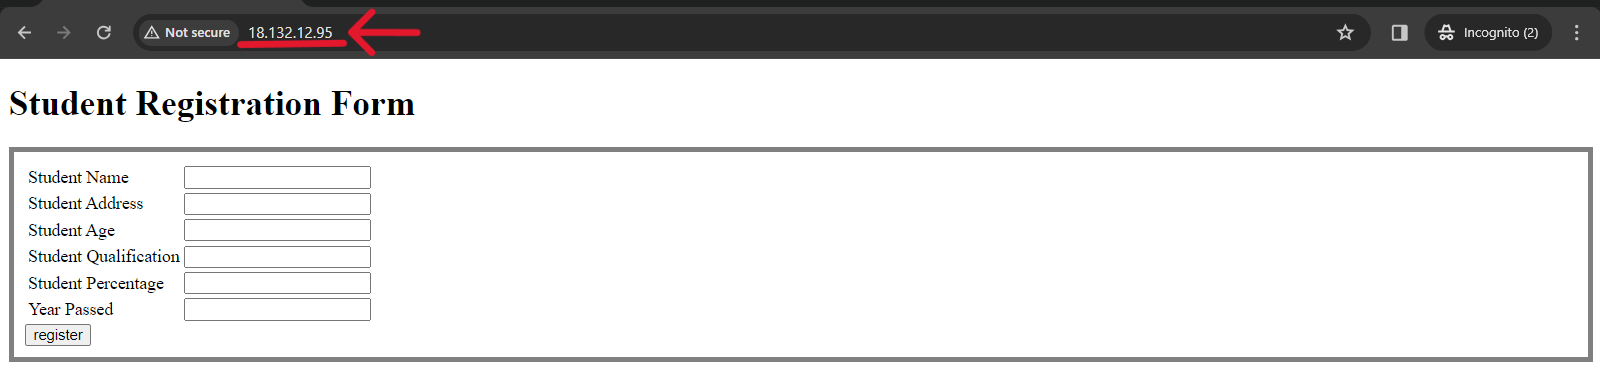 Not secure 18.132.12.95 Incognito (2)
Student Registration Form
Student Name
Student Address
Student Age
Student Qualification
Student Percentage
Year Passed
register